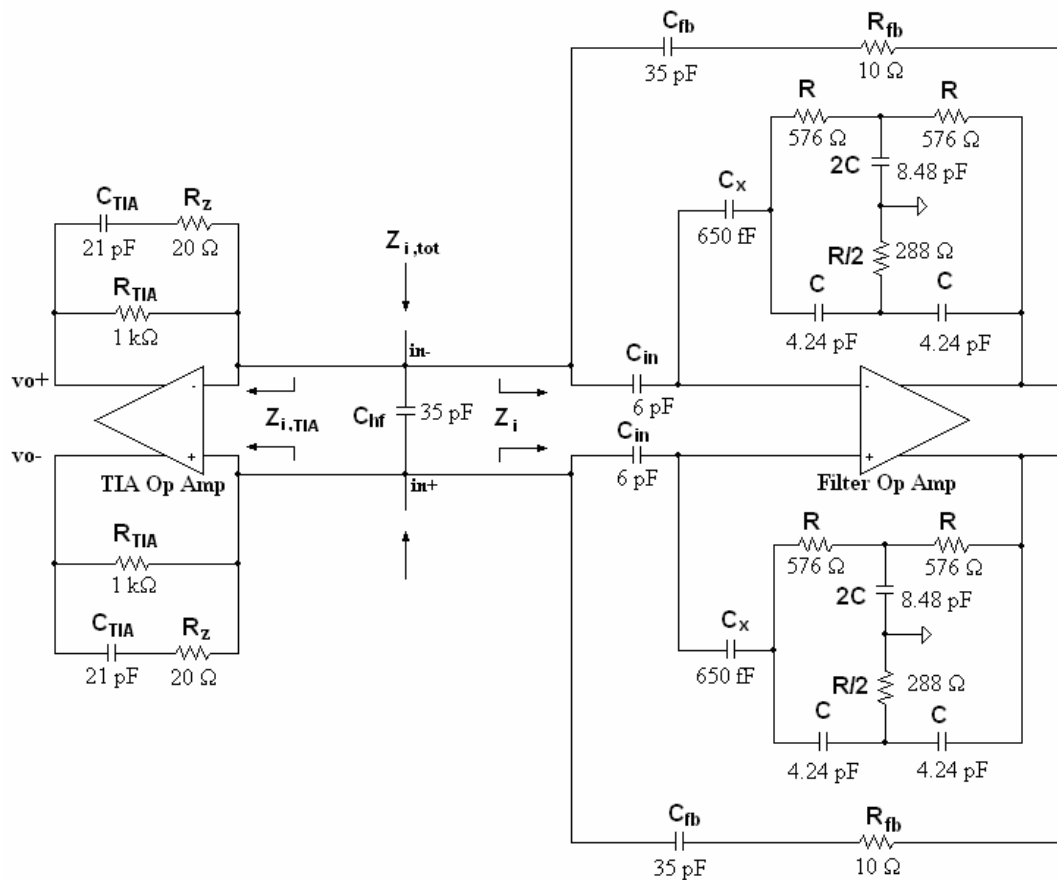 Cfb
35 pF
Rfb
10 Ω
R
576 Ω
R
576 Ω
2C
8.48 pF
Cx
650 fF
R/2
288 Ω
C
4.24 pF
C
4.24 pF
CTIA
21 pF
Rz
20 Ω
RTIA
1 kΩ
Zi,tot
in-
vo+
-
Zi,TIA
Chf
35 pF
Zi
Cin
6 pF
-
vo-
+
TIA Op Amp
in+
Cin
6 pF
+
Filter Op Amp
RTIA
1 kΩ
CTIA
21 pF
Rz
20 Ω
R
576 Ω
R
576 Ω
2C
8.48 pF
Cx
650 fF
R/2
288 Ω
C
4.24 pF
C
4.24 pF
Cfb
35 pF
Rfb
10 Ω